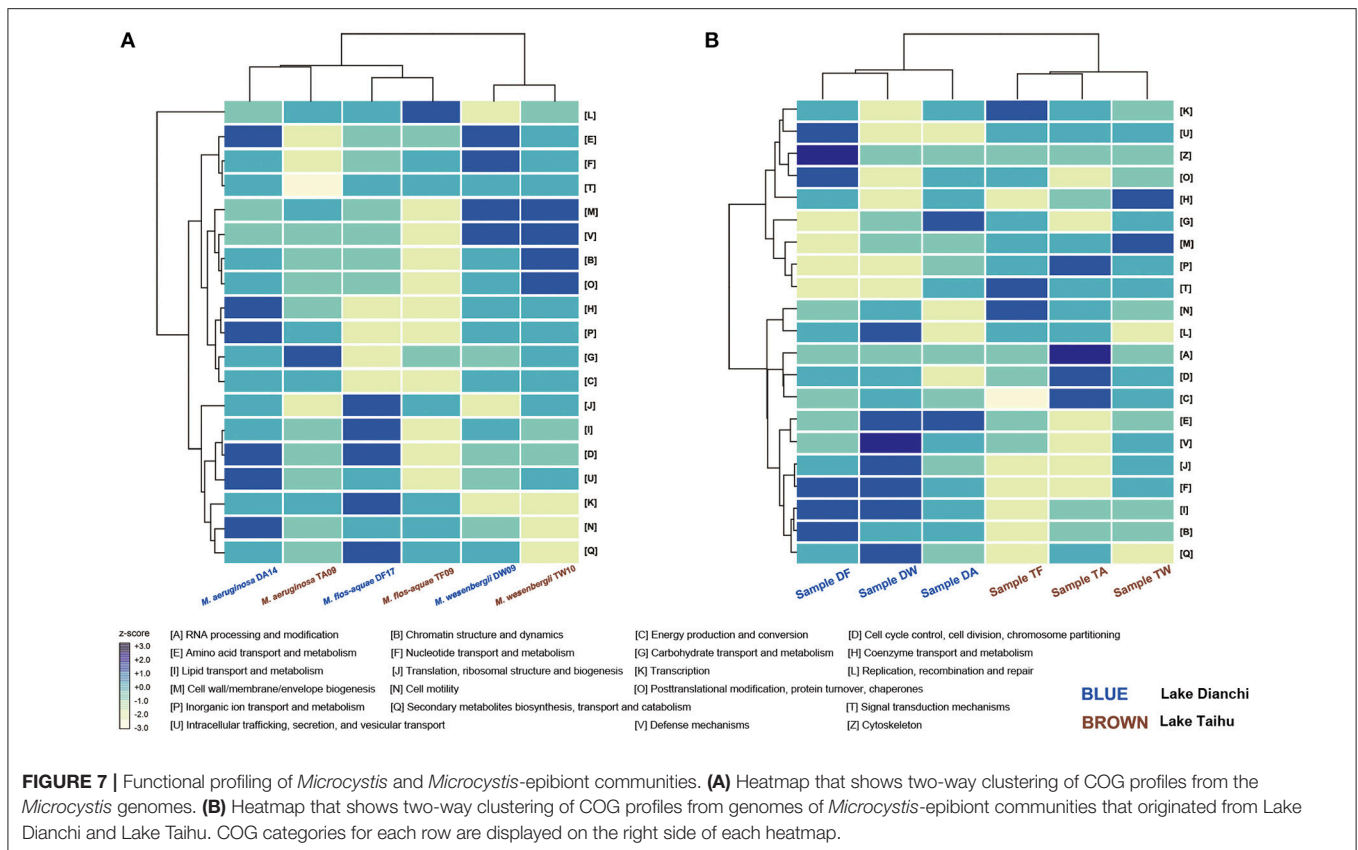 A
B
[L]
[E]
[F]
[T]
[M]
[V]
[B]
[O]
[H]
[P]
[G]
[C]
[J]
[I]
[D]
[U]
[K]
[N]
[Q]
M. aeruginosa DA14
M. aeruginosa TA09
M. flos-aquae DF17
M. flos-aquae TF09
M. wesenbergii DW09
M. wesenbergii TW10
[K]
[U]
[Z]
[O]
[H]
[G]
[M]
[P]
[T]
[N]
[L]
[A]
[D]
[C]
[E]
[V]
[J]
[F]
[I]
[B]
[Q]
Sample DF
Sample DW
Sample DA
Sample TF
Sample TA
Sample TW
z-score
+3.0
+2.0
+1.0
+0.0
-1.0
-2.0
-3.0
[A] RNA processing and modification [B] Chromatin structure and dynamics [C] Energy production and conversion [D] Cell cycle control, cell division, chromosome partitioning
[E] Amino acid transport and metabolism [F] Nucleotide transport and metabolism [G] Carbohydrate transport and metabolism [H] Coenzyme transport and metabolism
[I] Lipid transport and metabolism [J] Translation, ribosomal structure and biogenesis [K] Transcription [L] Replication, recombination and repair
[M] Cell wall/membrane/envelope biogenesis [N] Cell motility [O] Posttranslational modification, protein turnover, chaperones
[P] Inorganic ion transport and metabolism [Q] Secondary metabolites biosynthesis, transport and catabolism [T] Signal transduction mechanisms
[U] Intracellular trafficking, secretion, and vesicular transport [V] Defense mechanisms [Z] Cytoskeleton
BLUE Lake Dianchi
BROWN Lake Taihu
FIGURE 7 | Functional profiling of Microcystis and Microcystis-epibiont communities. (A) Heatmap that shows two-way clustering of COG profiles from the
Microcystis genomes. (B) Heatmap that shows two-way clustering of COG profiles from genomes of Microcystis-epibiont communities that originated from Lake
Dianchi and Lake Taihu. COG categories for each row are displayed on the right side of each heatmap.